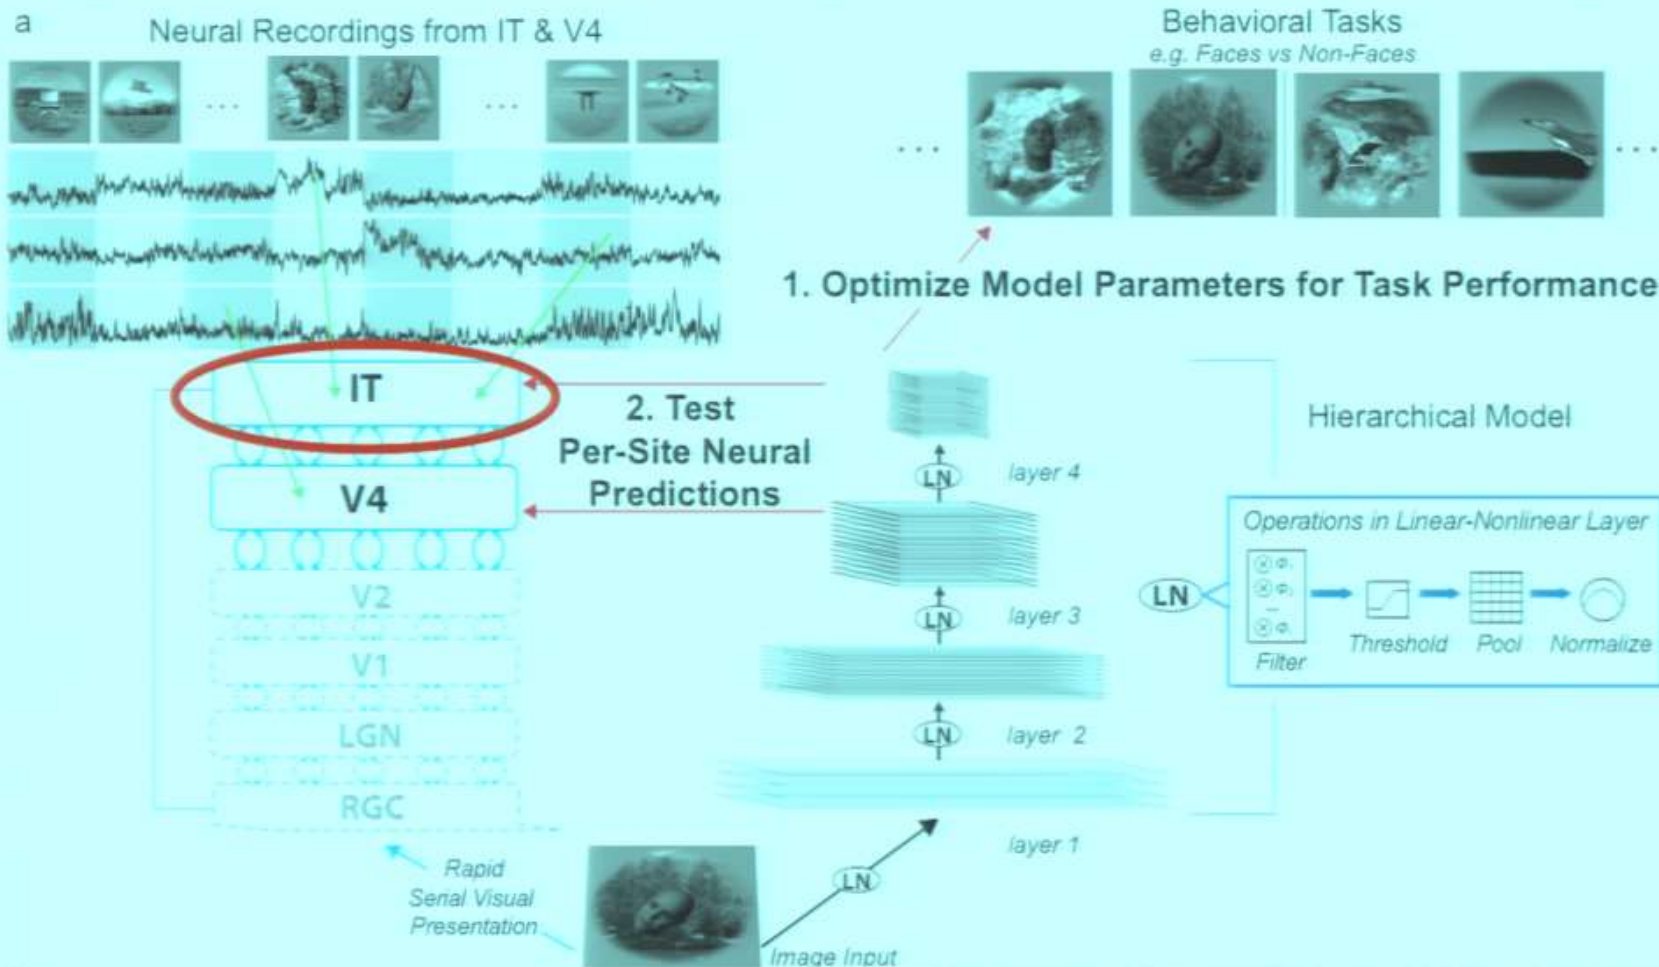 a
Neural Recordings from IT & V4
Behavioral Tasks
e.g. Faces vs Non-Faces
1. Optimize Model Parameters for Task Performance
IT
2. Test
Per-Site Neural
Predictions
V4
V2
V1
LGN
RGC
Rapid
Serial Visual
Presentation
Image Input
LN
layer 1
LN
layer 2
LN
layer 3
LN
layer 4
Hierarchical Model
LN
Operations in Linear-Nonlinear Layer
LN
Filter
Threshold
Pool
Normalize